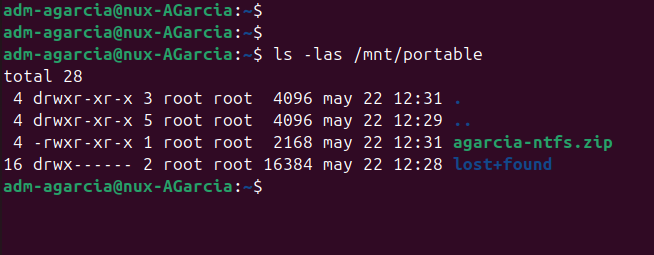 adm-agarcia@nux-AGarcia:~$
adm-agarcia@nux-AGarcia:~$
adm-agarcia@nux-AGarcia:~$ ls -las /mnt/portable
total 28
 4 drwxr-xr-x 3 root root  4096 may 22 12:31 .
 4 drwxr-xr-x 5 root root  4096 may 22 12:29 ..
 4 -rwxr-xr-x 1 root root  2168 may 22 12:31 agarcia-ntfs.zip
16 drwx------ 2 root root 16384 may 22 12:28 lost+found
adm-agarcia@nux-AGarcia:~$